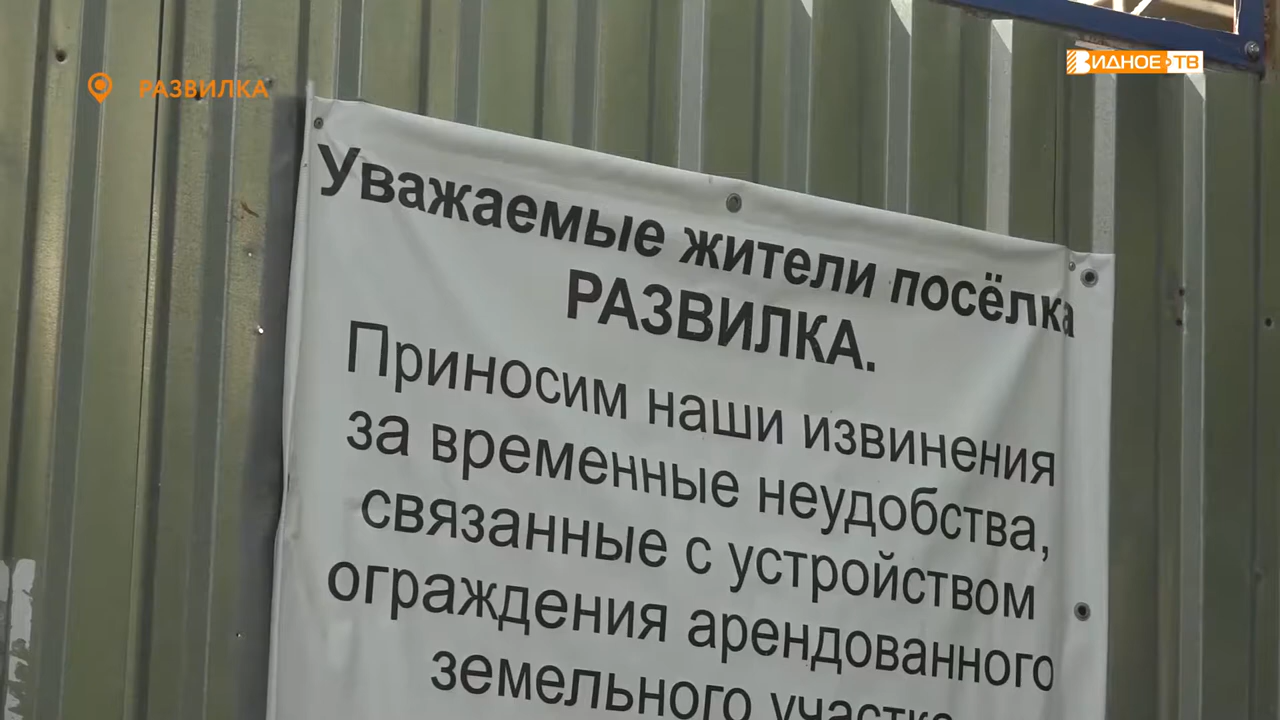 РАЗВИЛКА
ВИДНОЕ ТВ
Уважаемые жители посёлка
РАЗВИЛКА.
Приносим наши извинения
за временные неудобства,
связанные с устройством
ограждения арендованного
земельного